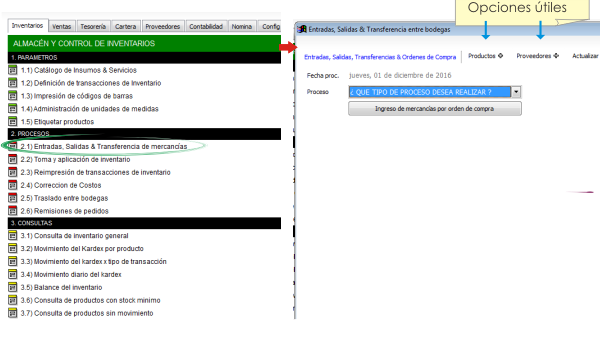 Opciones útiles
Inventarios Ventas Tesorería Cartera Proveedores Contabilidad Nomina Config
ALMACÉN Y CONTROL DE INVENTARIOS
1. PARAMETROS
1.1) Catálogo de Insumos & Servicios
1.2) Definición de transacciones de Inventario
1.3) Impresión de códigos de barras
1.4) Administración de unidades de medidas
1.5) Etiquetar productos
2. PROCESOS
2.1) Entradas, Salidas & Transferencia de mercancías
2.2) Toma y aplicación de inventario
2.3) Reimpresión de transacciones de inventario
2.4) Correccion de Costos
2.5) Traslado entre bodegas
2.6) Remisiones de pedidos
3. CONSULTAS
3.1) Consulta de inventario general
3.2) Movimiento del Kardex por producto
3.3) Movimiento del kardex x tipo de transacción
3.4) Movimiento diario del kardex
3.5) Balance del inventario
3.6) Consulta de productos con stock minimo
3.7) Consulta de productos sin movimiento
Entradas, Salidas & Transferencia entre bodegas
Entradas, Salidas, Transferencias & Ordenes de Compra Productos Proveedores Actualizar
Fecha proc. jueves, 01 de diciembre de 2016
Proceso ¿ QUE TIPO DE PROCESO DESEA REALIZAR ?
Ingreso de mercancías por orden de compra